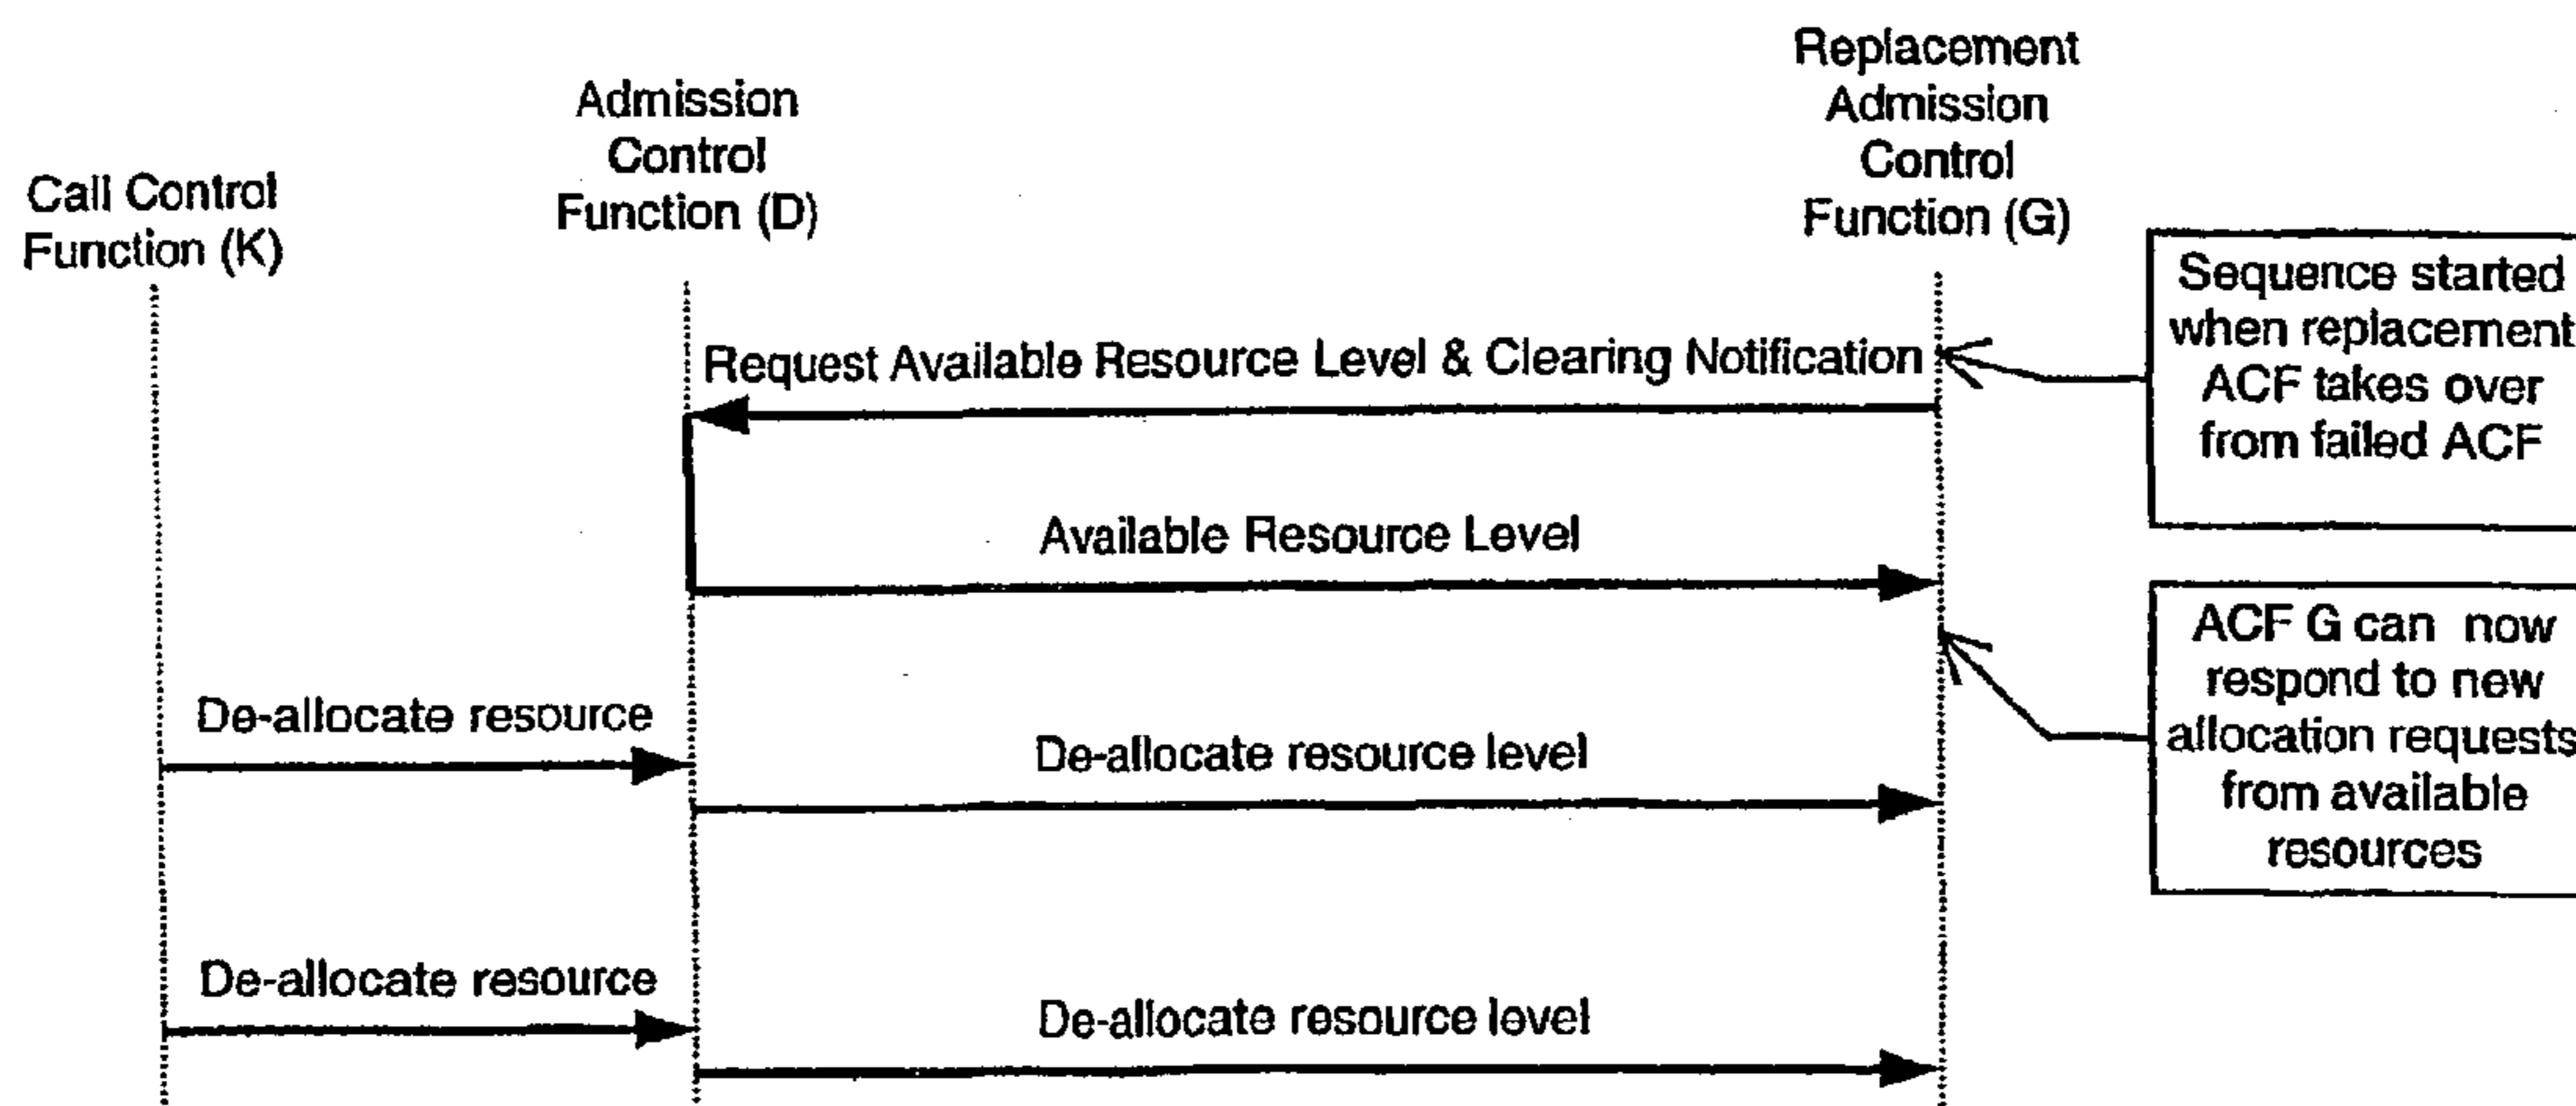 Replacement
Admission
Control
Function (G)
Admission
Control
Function (D)
Call Control
Function (K)
Sequence started
when replacement
ACF takes over
from failed ACF
Request Available Resource Level & Clearing Notification
Available Resource Level
ACF G can now
respond to new
allocation requests
from available
resources
De-allocate resource
De-allocate resource level
De-allocate resource
De-allocate resource level